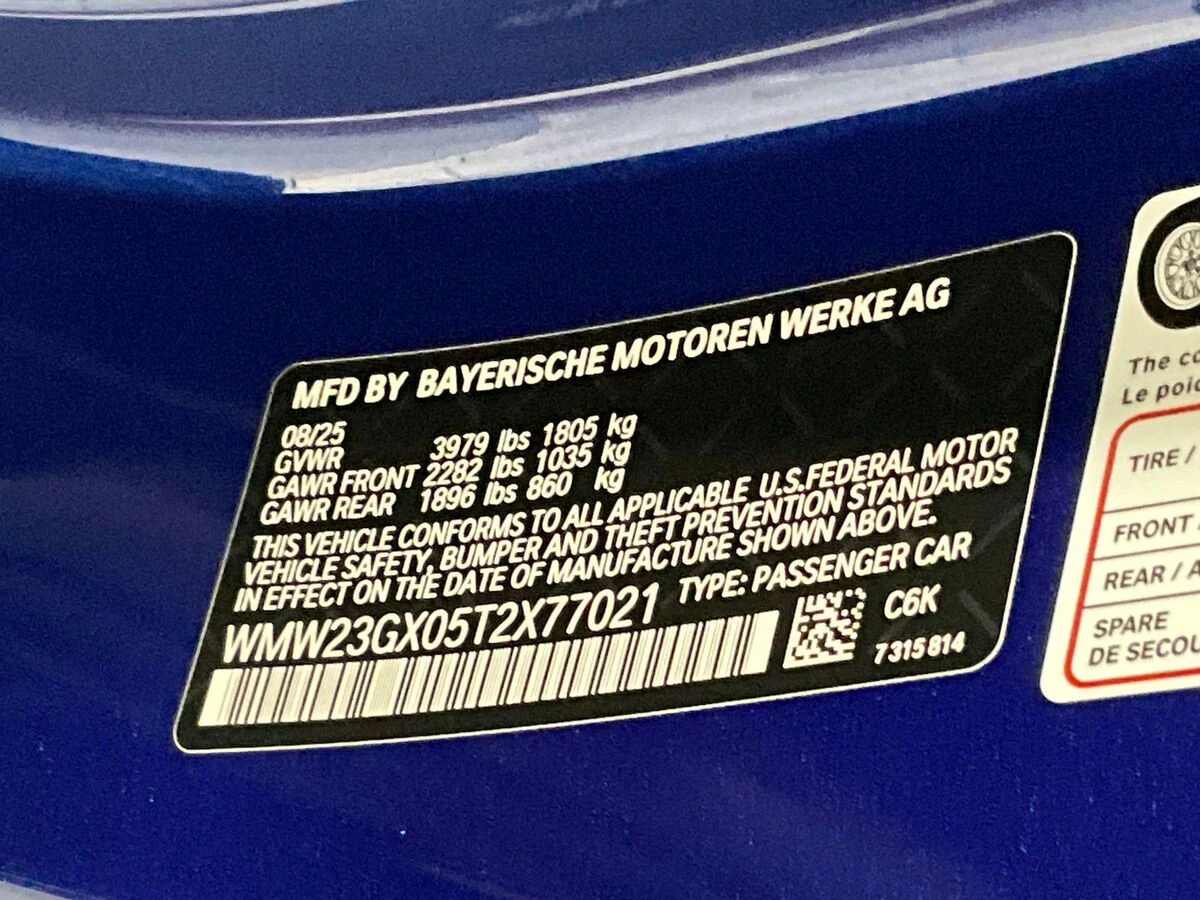 MFD BY BAYERISCHE MOTOREN WERKE AG
08/25
GVWR 3979 lbs 1805 kg
GAWR FRONT 2282 lbs 1035 kg
GAWR REAR 1896 lbs 860 kg
THIS VEHICLE CONFORMS TO ALL APPLICABLE U.S.FEDERAL MOTOR
VEHICLE SAFETY, BUMPER AND THEFT PREVENTION STANDARDS
IN EFFECT ON THE DATE OF MANUFACTURE SHOWN ABOVE.
WMW23GX05T2X77021 TYPE: PASSENGER CAR
C6K
7315814
The
Le
TIRE /
FRONT
REAR /
SPARE
DE